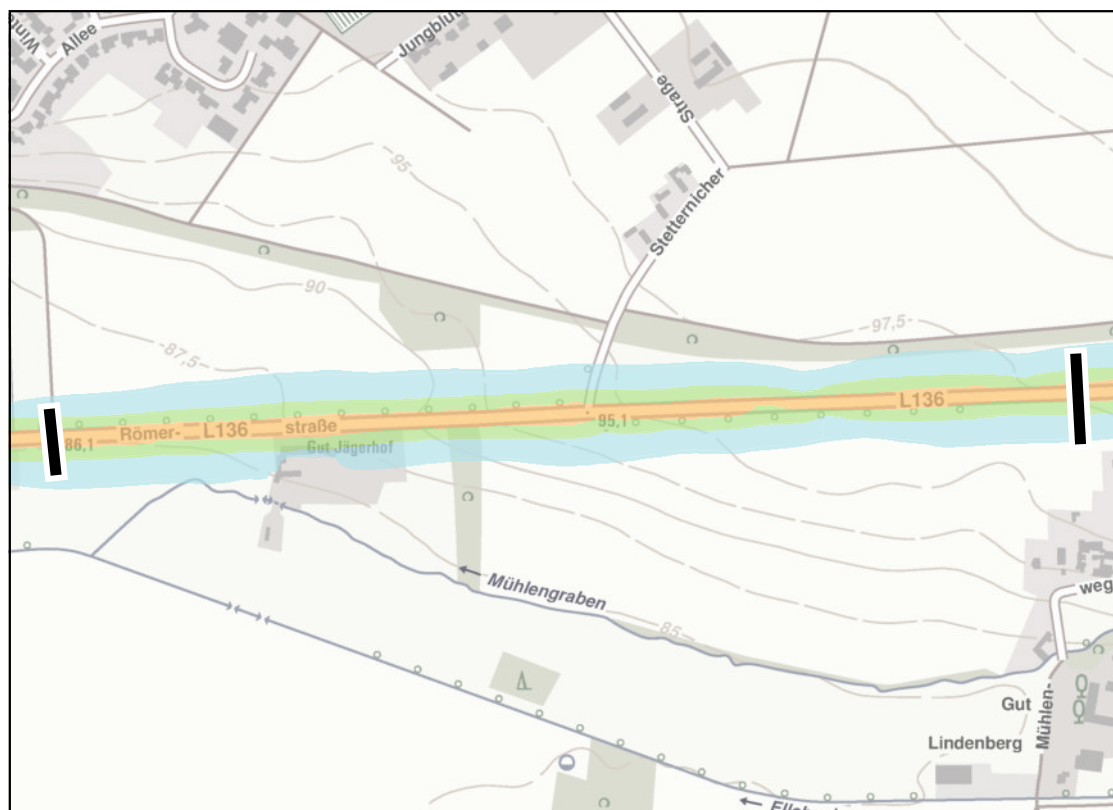 Allee
Jungblut
Straße
95
Stetternicher
90
97,5
87,5
L136
Römer-
L136
straße
95,1
86,1
Gut Jägerhof
Mühlengraben
weg
85
Gut
Mühlen-
Lindenberg